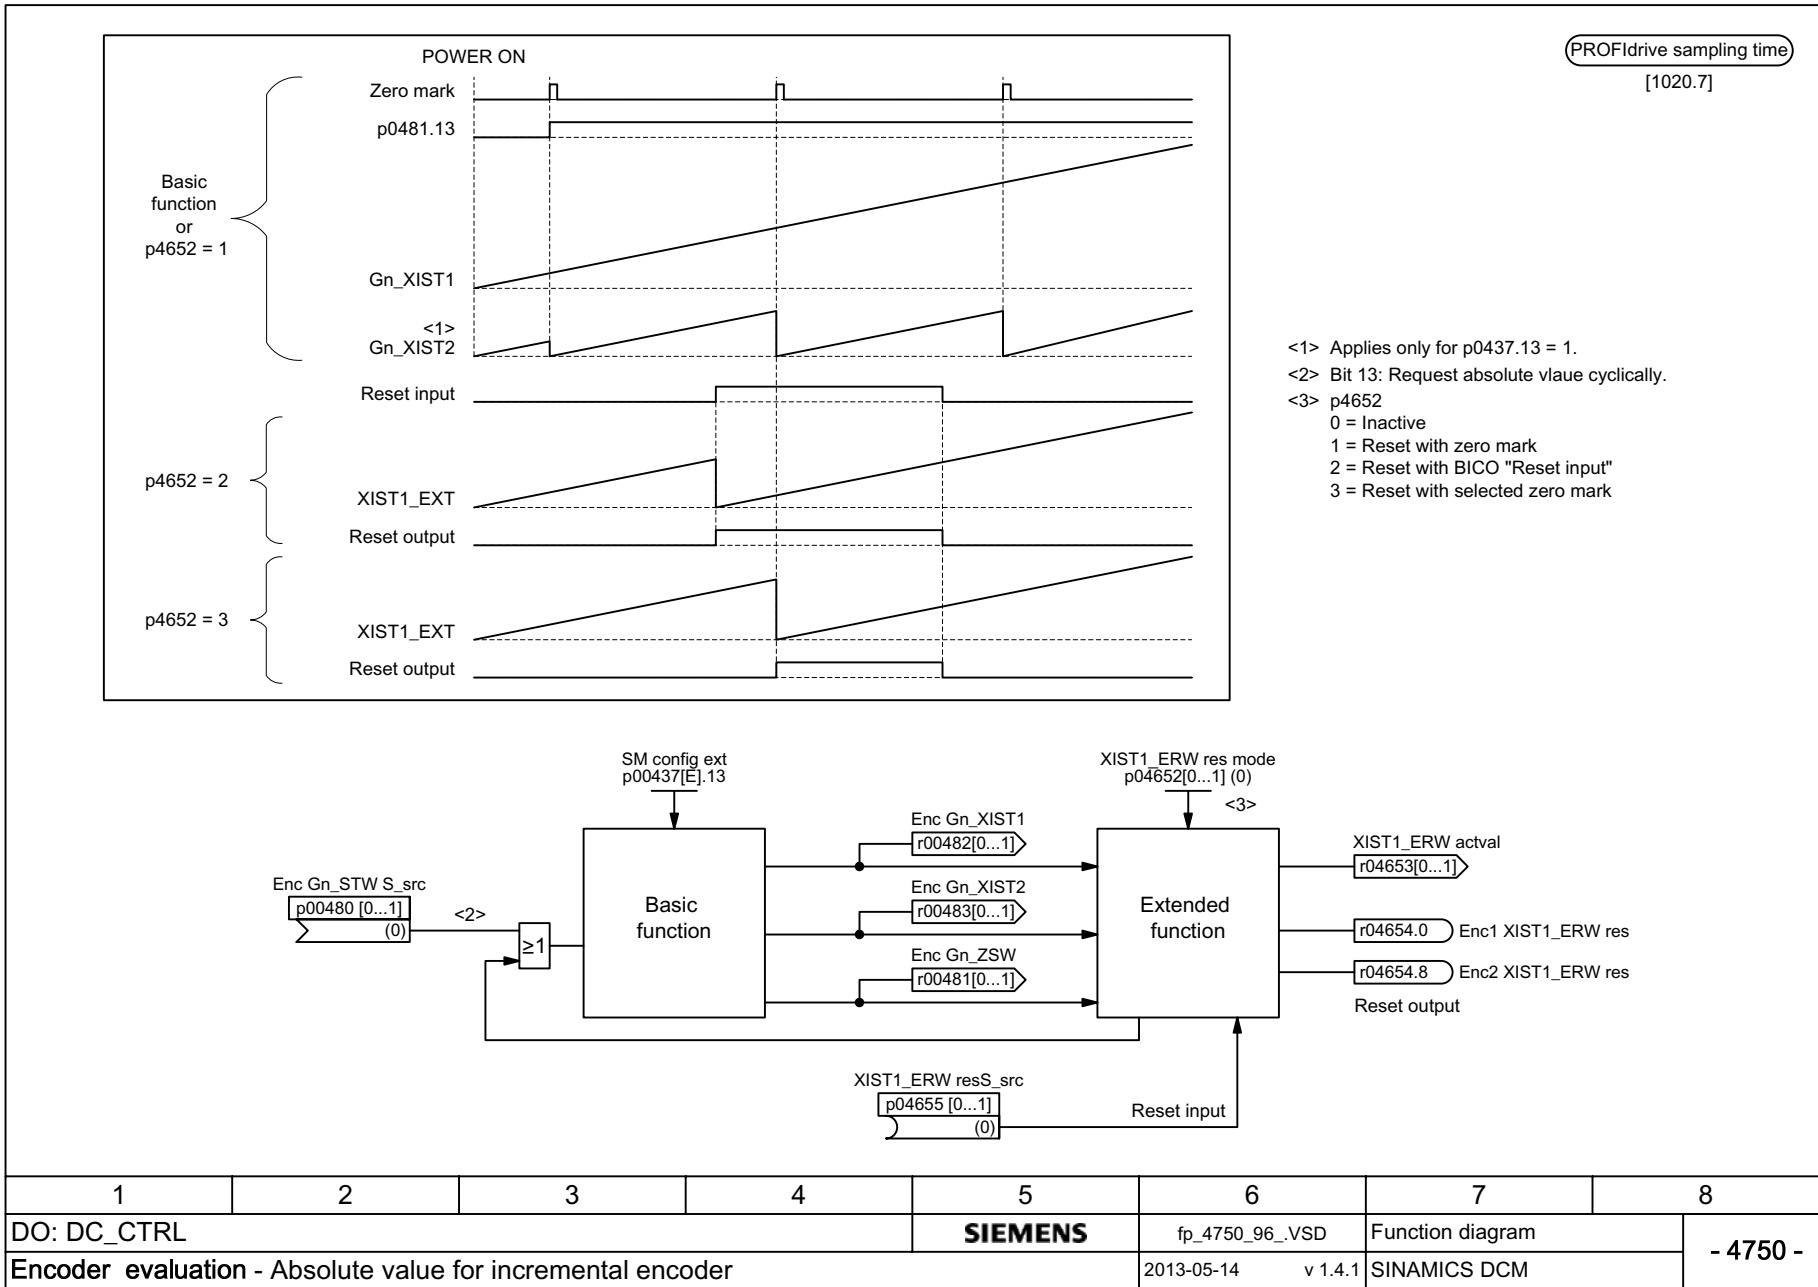 POWER ON
PROFIdrive sampling time
[1020.7]
Zero mark
p0481.13
Basic
function
or
p4652 = 1
Gn_XIST1
<1>
Gn_XIST2
Reset input
p4652 = 2
XIST1_EXT
Reset output
p4652 = 3
XIST1_EXT
Reset output
<1> Applies only for p0437.13 = 1.
<2> Bit 13: Request absolute vlaue cyclically.
<3> p4652
0 = Inactive
1 = Reset with zero mark
2 = Reset with BICO "Reset input"
3 = Reset with selected zero mark
SM config ext
p00437[E].13
XIST1_ERW res mode
p04652[0...1] (0)
<3>
Enc Gn_STW S_src
p00480 [0...1]
(0)
<2>
≥1
Basic
function
Enc Gn_XIST1
r00482[0...1]
Enc Gn_XIST2
r00483[0...1]
Enc Gn_ZSW
r00481[0...1]
Extended
function
XIST1_ERW actval
r04653[0...1]
r04654.0 Enc1 XIST1_ERW res
r04654.8 Enc2 XIST1_ERW res
Reset output
XIST1_ERW resS_src
p04655 [0...1]
(0)
Reset input
1 2 3 4 5 6 7 8
DO: DC_CTRL SIEMENS fp_4750_96_.VSD Function diagram
- 4750 -
Encoder evaluation - Absolute value for incremental encoder 2013-05-14 v 1.4.1 SINAMICS DCM